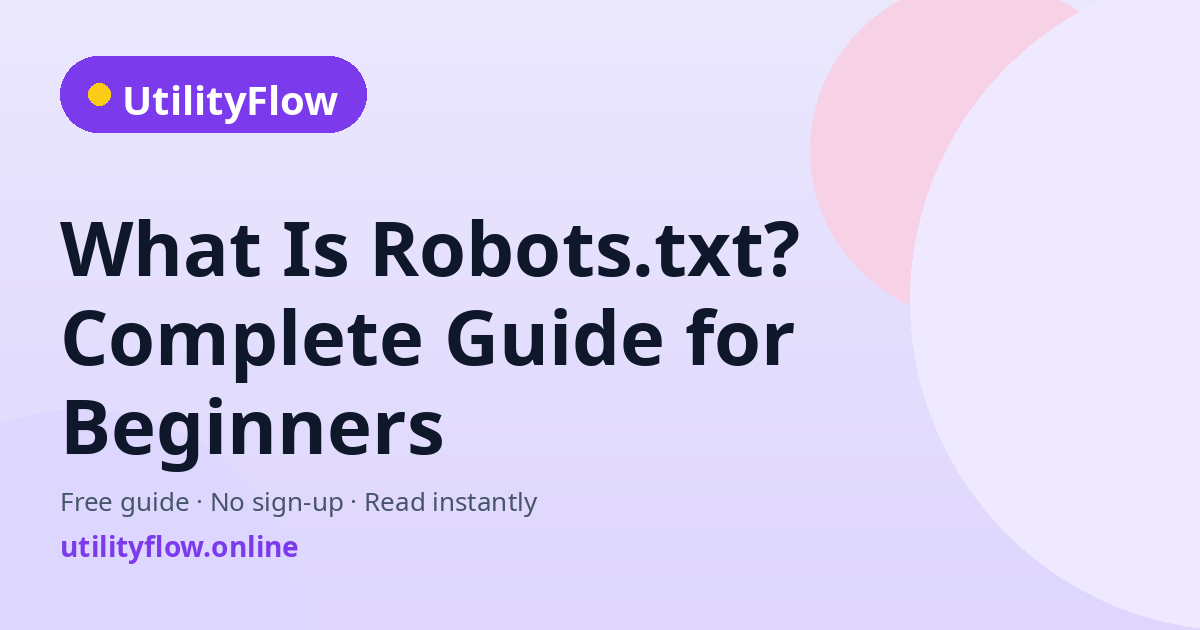 UtilityFlow
What Is Robots.txt?
Complete Guide for
Beginners
Free guide · No sign-up · Read instantly
utilityflow.online